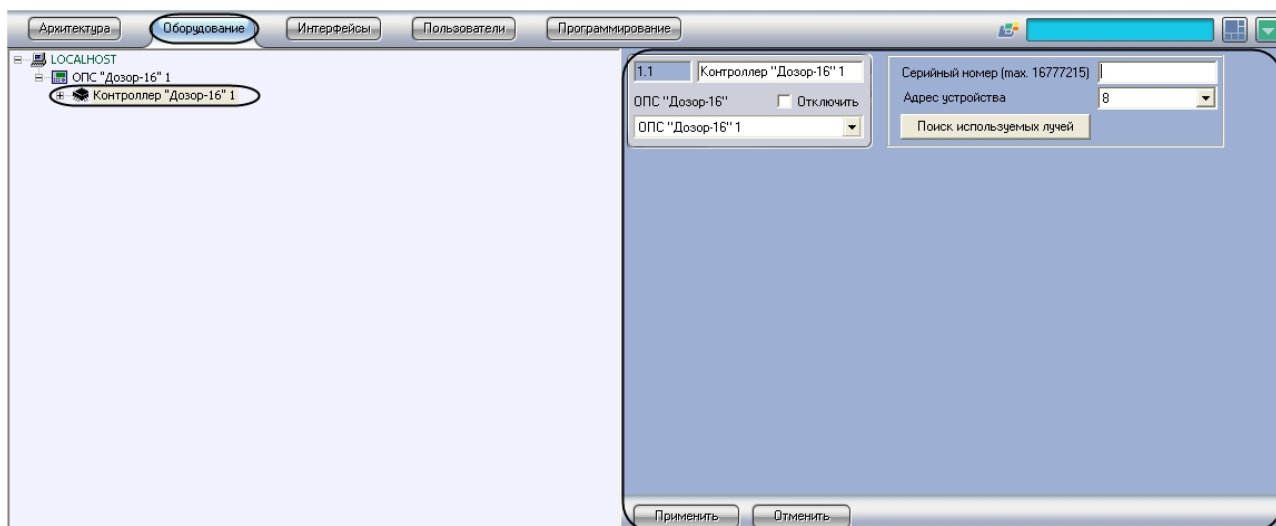 Архитектура Оборудование Интерфейсы Пользователи Программирование
LOCALHOST
ОПС "Дозор-16" 1
Контроллер "Дозор-16" 1
1.1 Контроллер "Дозор-16" 1
ОПС "Дозор-16" Отключить
ОПС "Дозор-16" 1
Серийный номер (max. 16777215)
Адрес устройства 8
Поиск используемых лучей
Применить Отменить